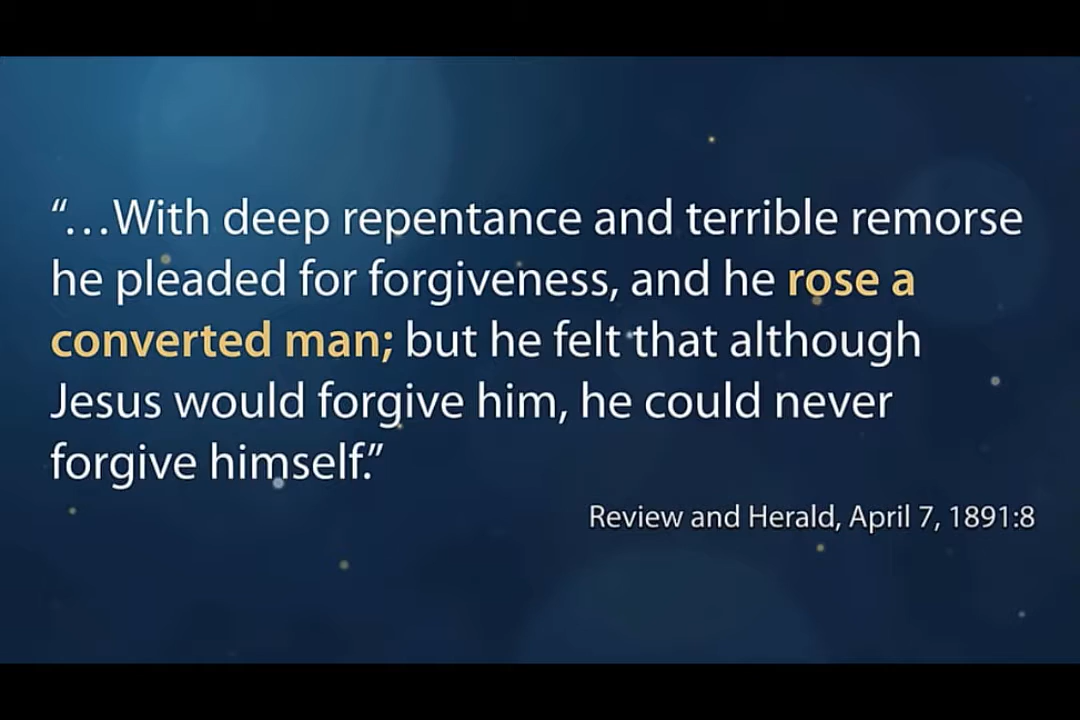 “…With deep repentance and terrible remorse
he pleaded for forgiveness, and he rose a
converted man; but he felt that although
Jesus would forgive him, he could never
forgive himself.”
Review and Herald, April 7, 1891:8